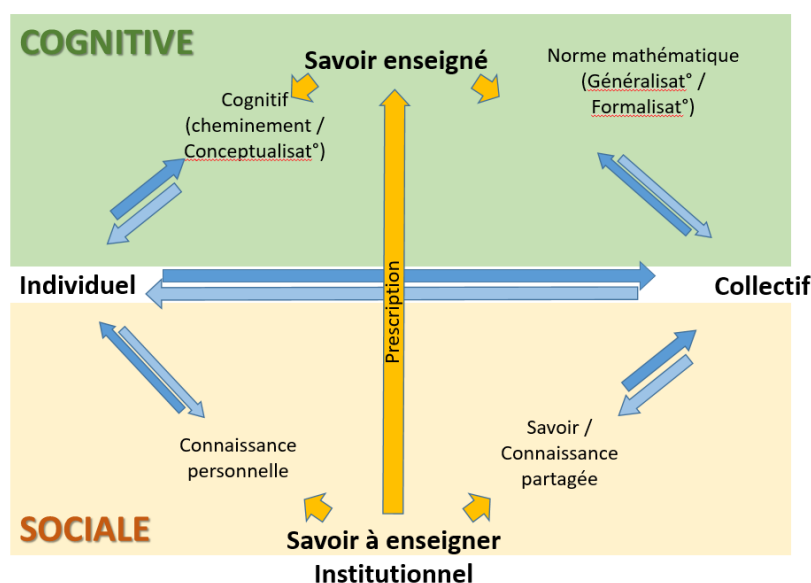 COGNITIVE
Savoir enseigné
Norme mathématique
(Généralisat° /
Formalisat°)
Cognitif
(cheminement /
Conceptualisat°)
Individuel
Collectif
Prescription
Connaissance
personnelle
Savoir /
Connaissance
partagée
SOCIALE
Savoir à enseigner
Institutionnel